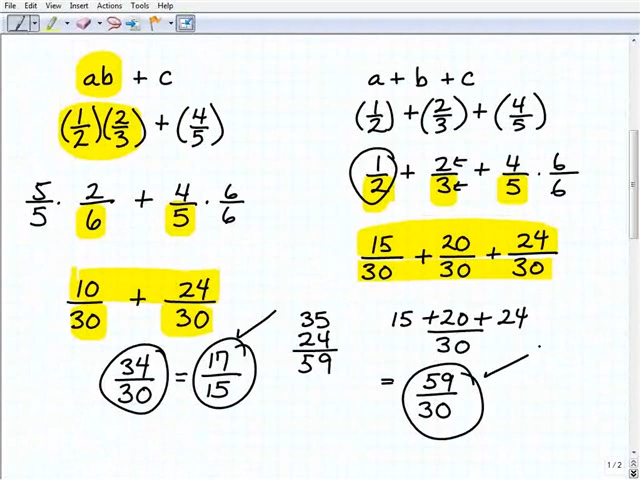 File Edit View Insert Actions Tools Help
ab + c
(1/2)(2/3) + (4/5)
5/5 · 2/6 + 4/5 · 6/6
10/30 + 24/30
34/30 = 17/15
35
24
59
a + b + c
(1/2) + (2/3) + (4/5)
1/2 + 2/3 + 4/5 · 6/6
15/30 + 20/30 + 24/30
15 + 20 + 24
30
= 59/30
1/2